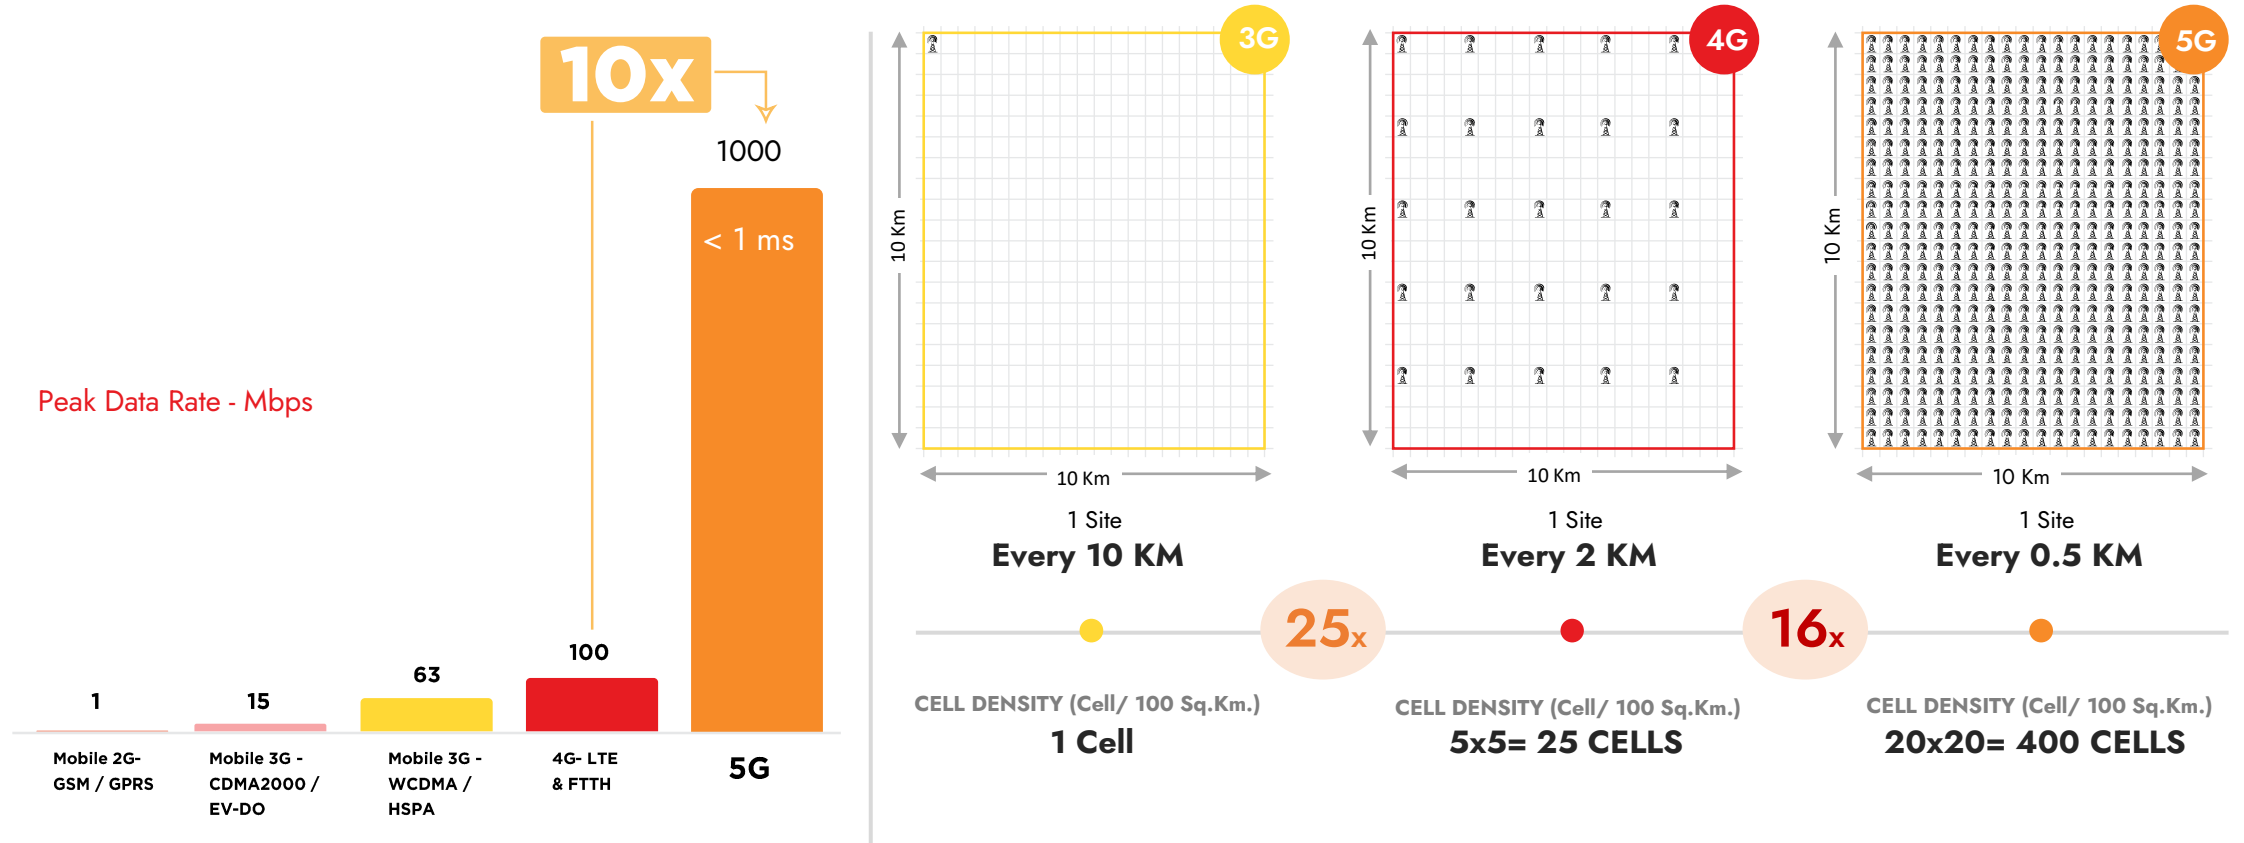 10x
1000
< 1 ms
Peak Data Rate - Mbps
1
15
63
100
Mobile 2G-
GSM / GPRS
Mobile 3G -
CDMA2000 /
EV-DO
Mobile 3G -
WCDMA /
HSPA
4G- LTE
& FTTH
5G
3G
10 Km
10 Km
1 Site
Every 10 KM
4G
10 Km
10 Km
1 Site
Every 2 KM
5G
10 Km
10 Km
1 Site
Every 0.5 KM
25x
16x
CELL DENSITY (Cell/ 100 Sq.Km.)
1 Cell
CELL DENSITY (Cell/ 100 Sq.Km.)
5x5= 25 CELLS
CELL DENSITY (Cell/ 100 Sq.Km.)
20x20= 400 CELLS